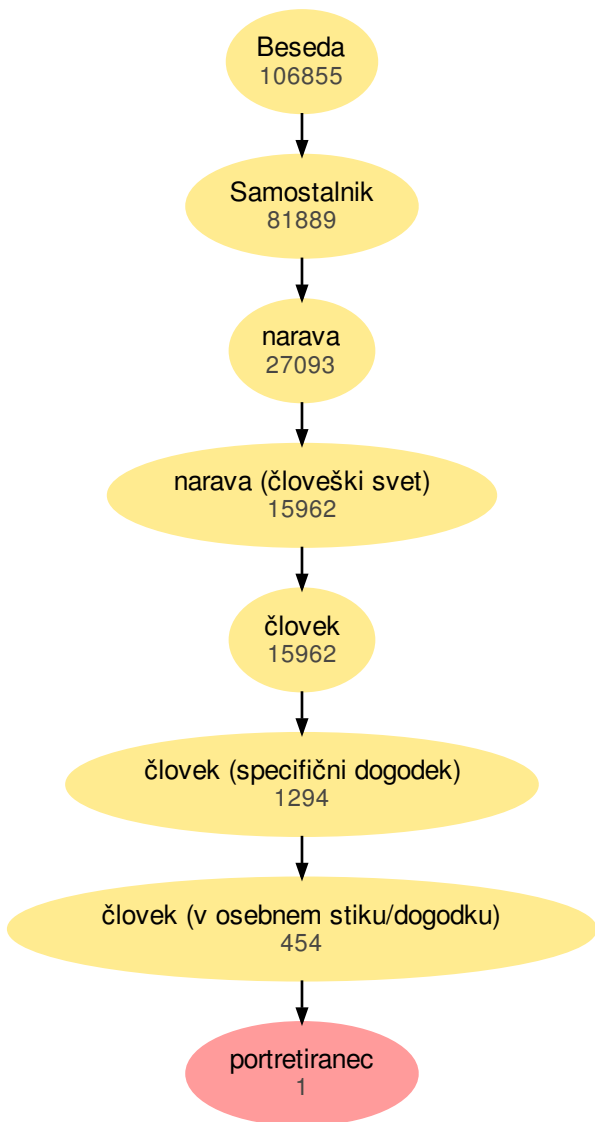 Beseda
106855
Samostalnik
81889
narava
27093
narava (človeški svet)
15962
človek
15962
človek (specifični dogodek)
1294
človek (v osebnem stiku/dogodku)
454
portretiranec
1